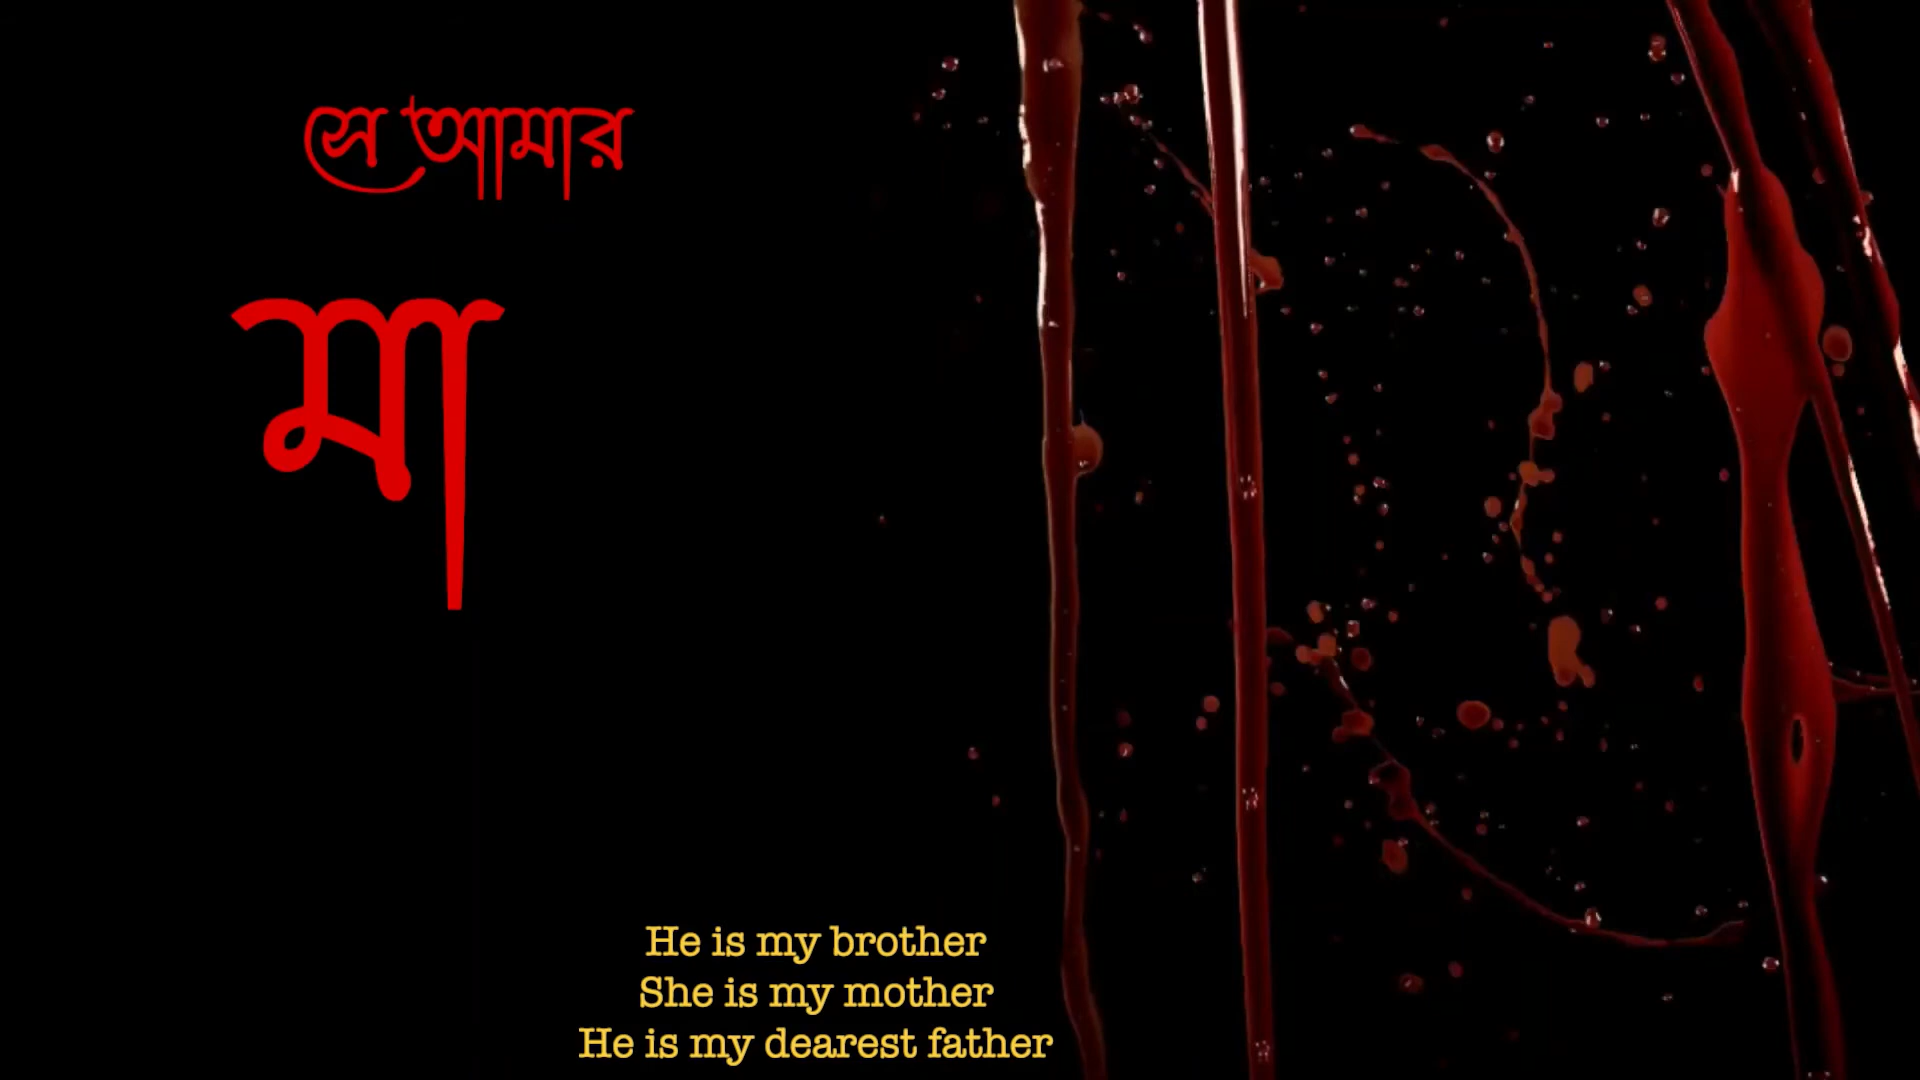 সে আমার
মা
He is my brother
She is my mother
He is my dearest father